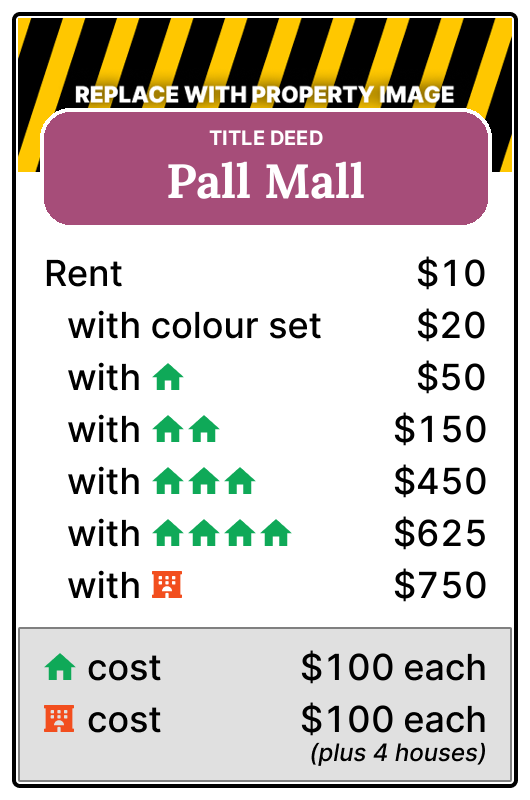 REPLACE WITH PROPERTY IMAGE
TITLE DEED
Pall Mall
Rent $10
with colour set $20
with $50
with $150
with $450
with $625
with $750
cost $100 each
cost $100 each
(plus 4 houses)